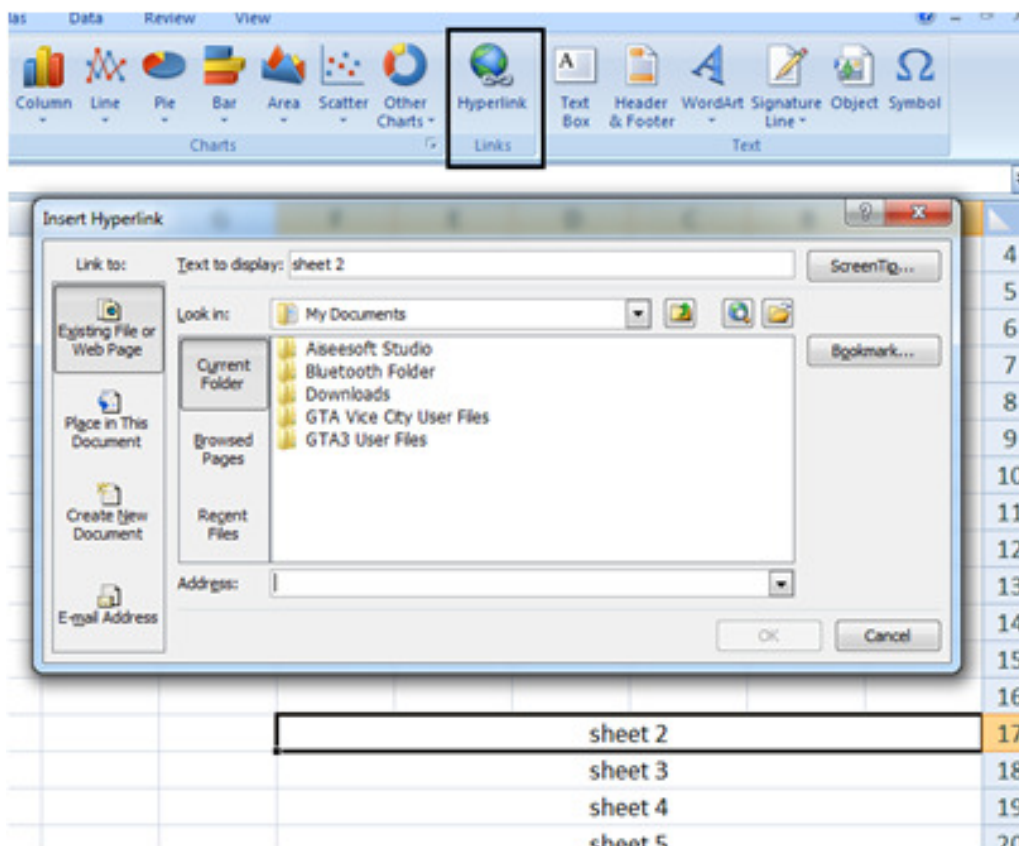 Data Review View
Column Line Pie Bar Area Scatter Other Charts Hyperlink Text Box Header & Footer WordArt Signature Line Object Symbol
Charts Links Text
Insert Hyperlink
Link to: Text to display: sheet 2 ScreenTip...
Existing File or Web Page
Look in: My Documents
Bookmark...
Current Folder
Aiseesoft Studio
Bluetooth Folder
Downloads
GTA Vice City User Files
GTA3 User Files
Place in This Document
Browsed Pages
Create New Document
Recent Files
Address:
E-mail Address
OK Cancel
4
5
6
7
8
9
10
11
12
13
14
15
16
sheet 2 17
sheet 3 18
sheet 4 19
sheet 5 20